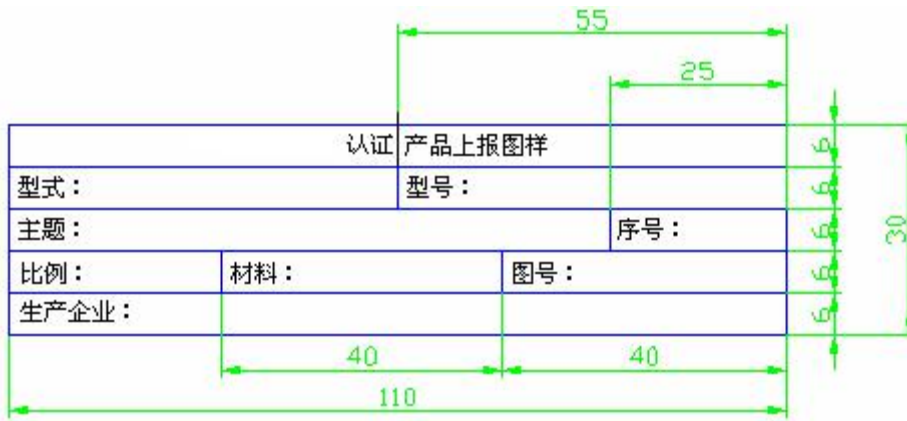 55
25
认证 产品上报图样 6
型式： 型号： 6
主题： 序号： 6 30
比例： 材料： 图号： 6
生产企业： 6
40 40
110